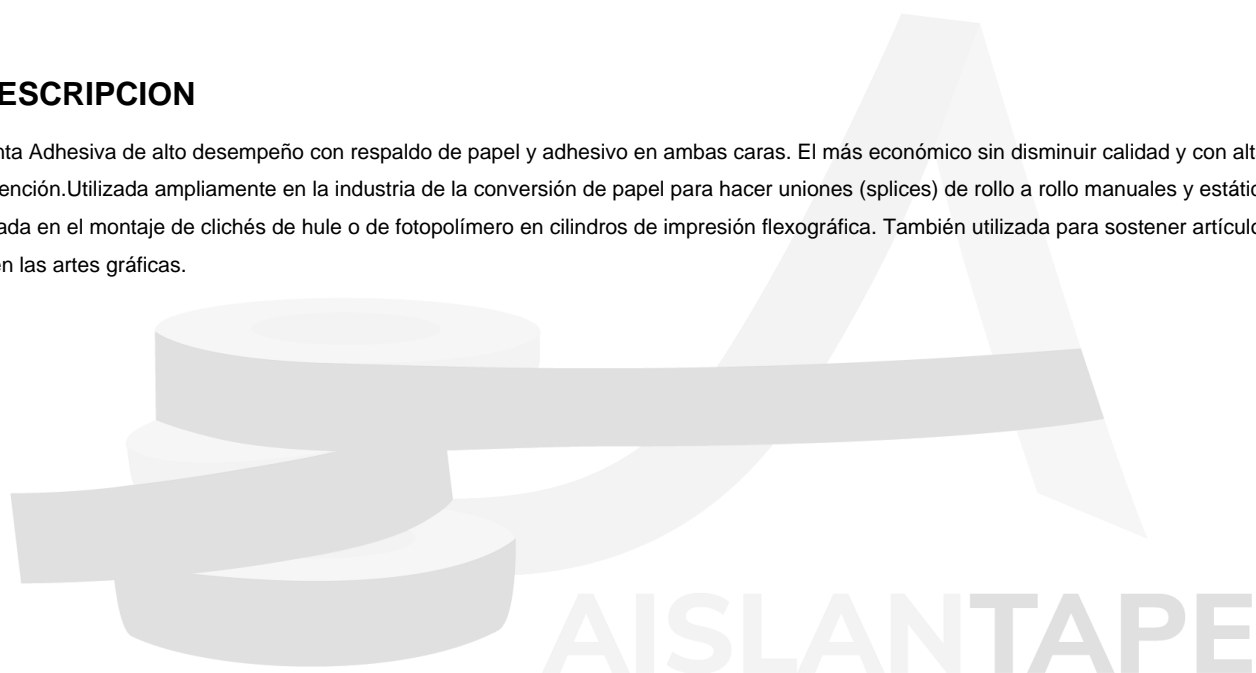 ESCRIPCION
nta Adhesiva de alto desempeño con respaldo de papel y adhesivo en ambas caras. El más económico sin disminuir calidad y con alt
ención.Utilizada ampliamente en la industria de la conversión de papel para hacer uniones (splices) de rollo a rollo manuales y estátic
ada en el montaje de clichés de hule o de fotopolímero en cilindros de impresión flexográfica. También utilizada para sostener artículo
en las artes gráficas.
AISLANTAPE